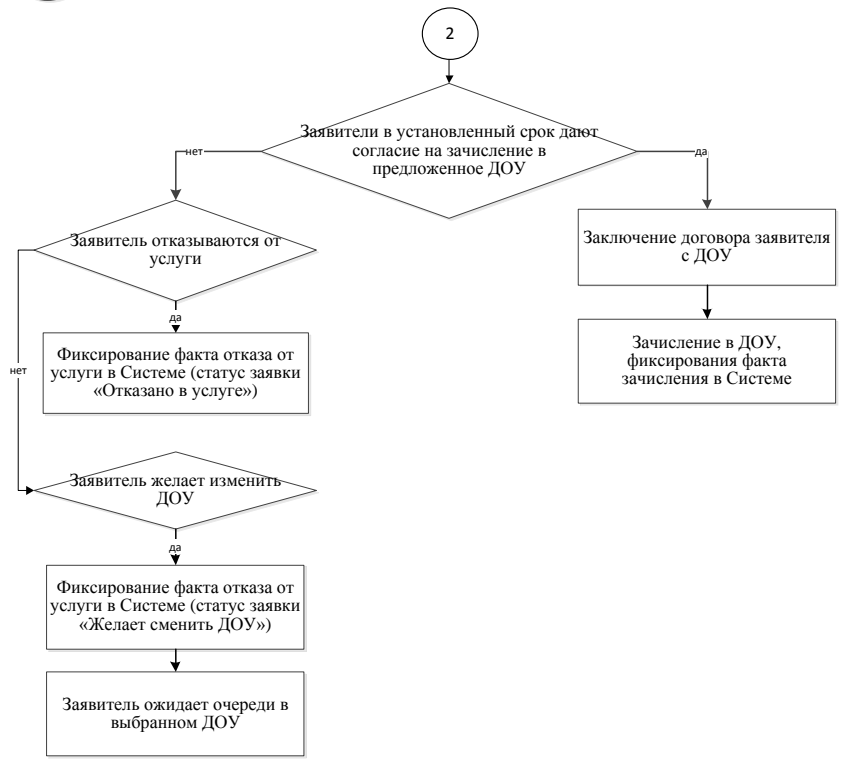 2
Заявители в установленный срок дают
согласие на зачисление в
предложенное ДОУ
нет
да
Заявитель отказываются от
услуги
Заключение договора заявителя
с ДОУ
да
Зачисление в ДОУ,
фиксирования факта
зачисления в Системе
Фиксирование факта отказа от
услуги в Системе (статус заявки
«Отказано в услуге»)
нет
Заявитель желает изменить
ДОУ
да
Фиксирование факта отказа от
услуги в Системе (статус заявки
«Желает сменить ДОУ»)
Заявитель ожидает очереди в
выбранном ДОУ